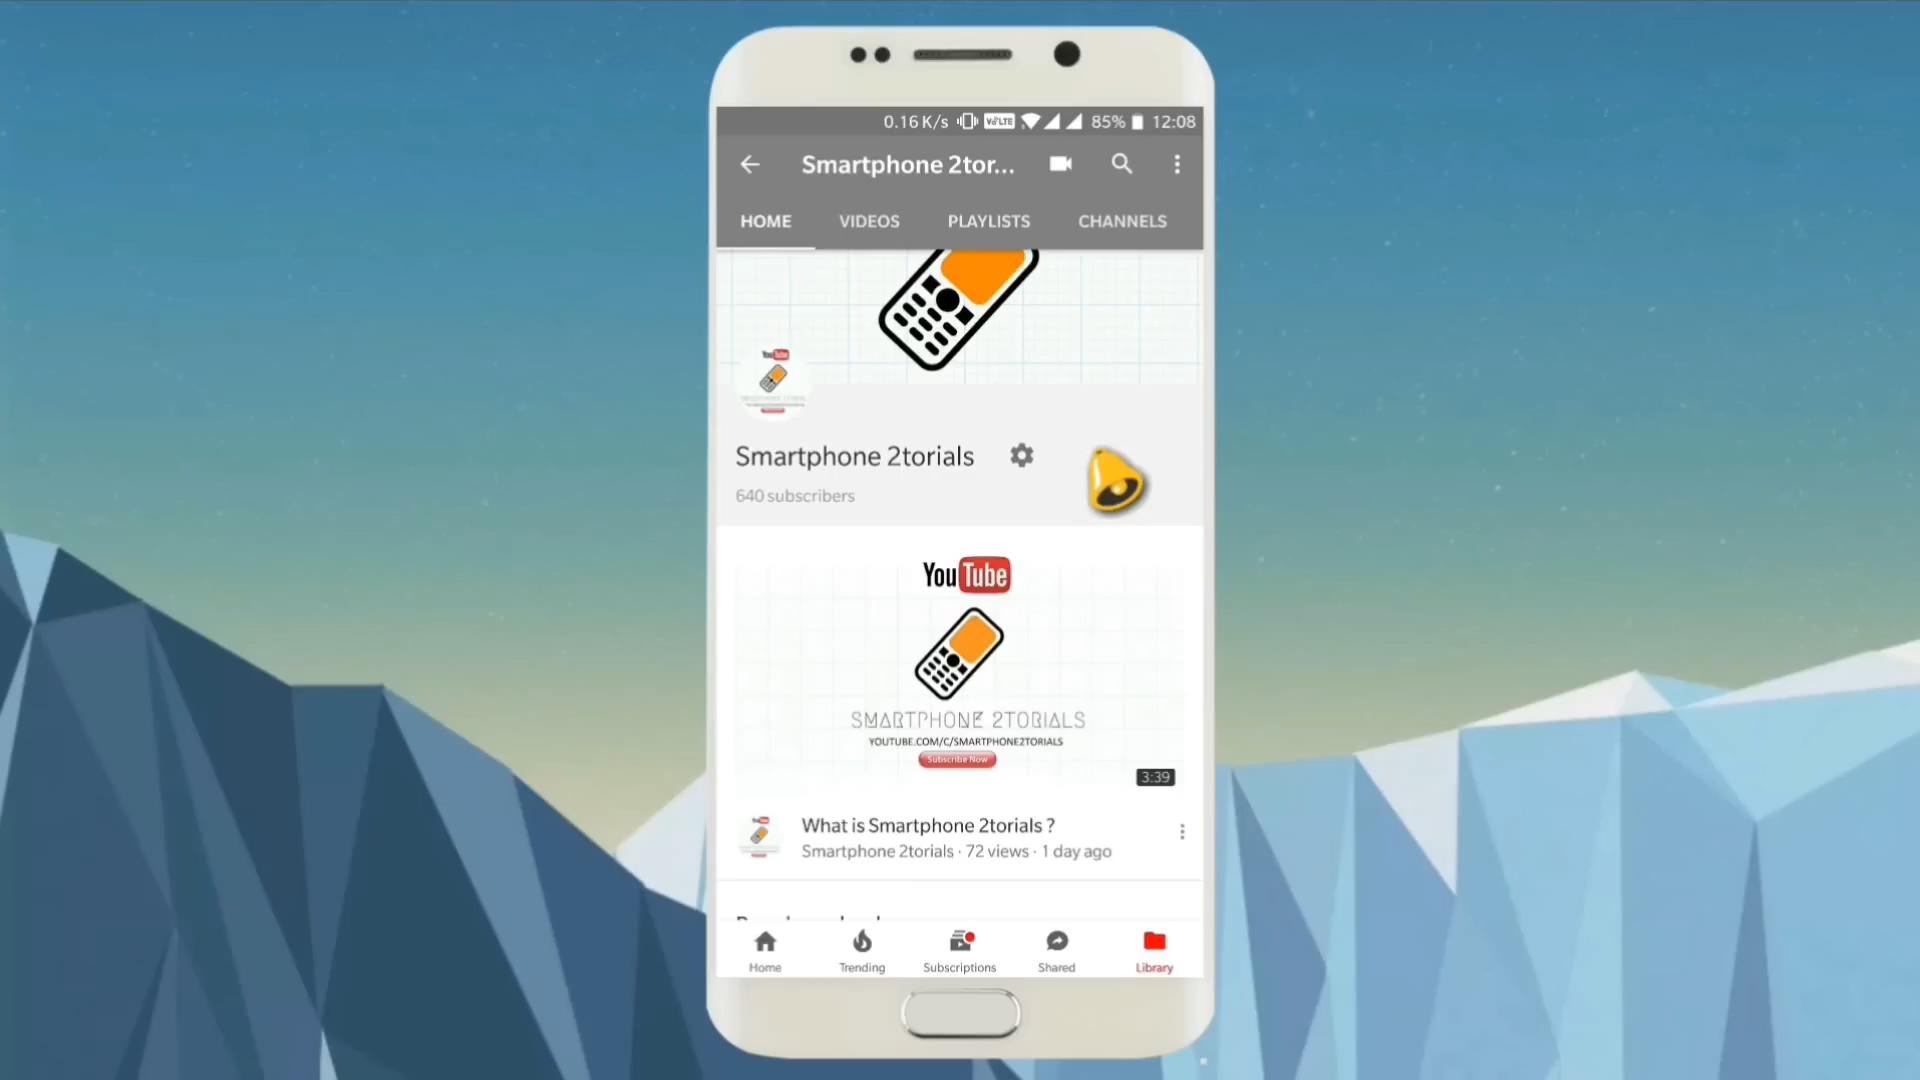 0.16 K/s VoLTE 85% 12:08
Smartphone 2tor...
HOME VIDEOS PLAYLISTS CHANNELS
YouTube
Smartphone 2torials
640 subscribers
YouTube
SMARTPHONE 2TORIALS
YOUTUBE.COM/C/SMARTPHONE2TORIALS
Subscribe Now
3:39
What is Smartphone 2torials ?
Smartphone 2torials · 72 views · 1 day ago
Home Trending Subscriptions Shared Library